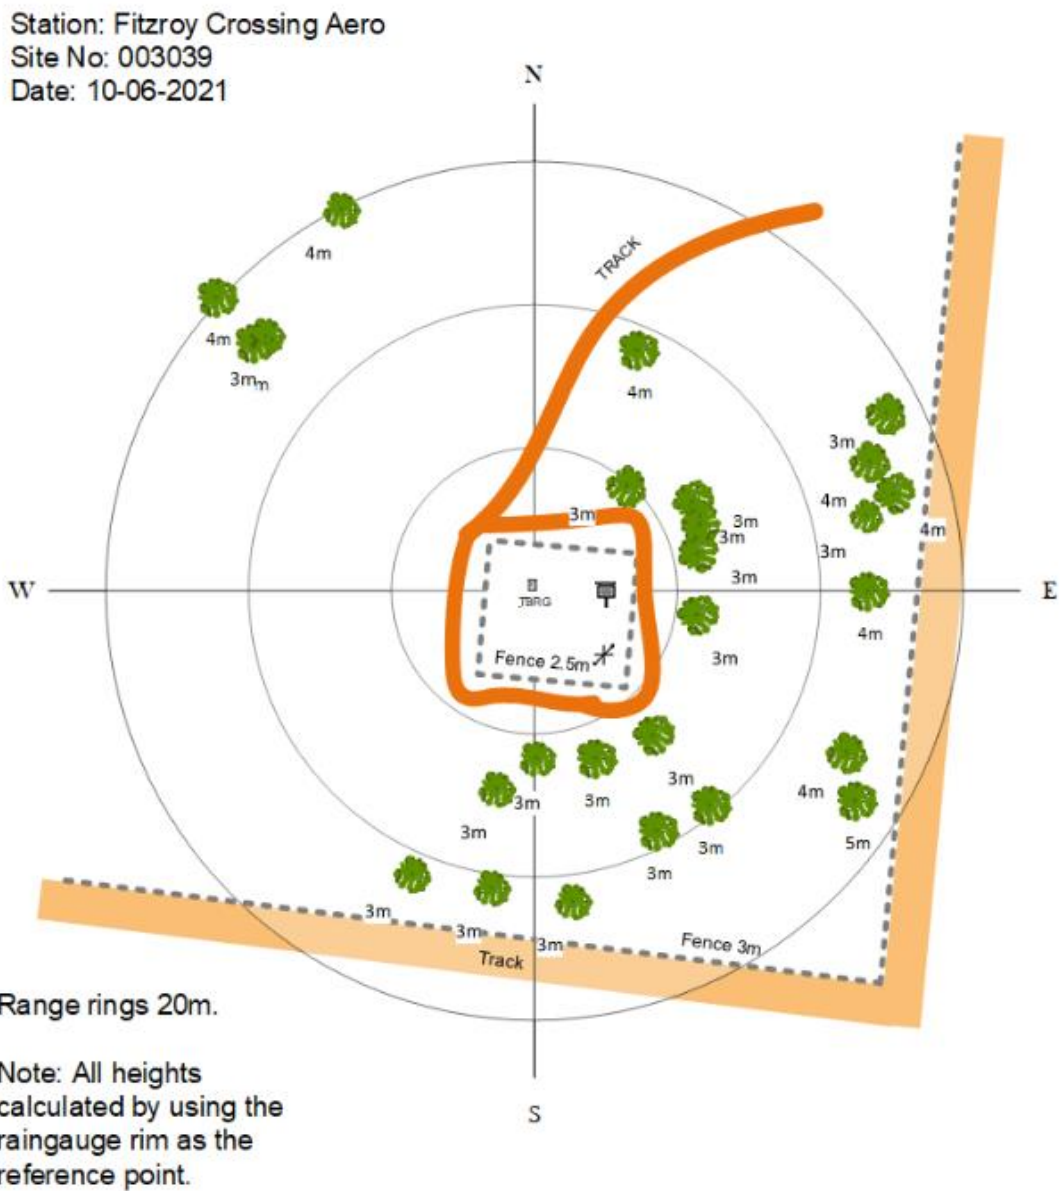 Station: Fitzroy Crossing Aero
Site No: 003039
Date: 10-06-2021
N
4m
TRACK
4m
3m
m
4m
3m
4m
3m
3m
3m
4m
3m
3m
3m
W
E
TBRG
4m
Fence 2.5m
3m
3m
4m
3m
3m
3m
5m
3m
3m
3m
3m
3m
3m
Fence 3m
Track
Range rings 20m.
Note: All heights
calculated by using the
raingauge rim as the
reference point.
S